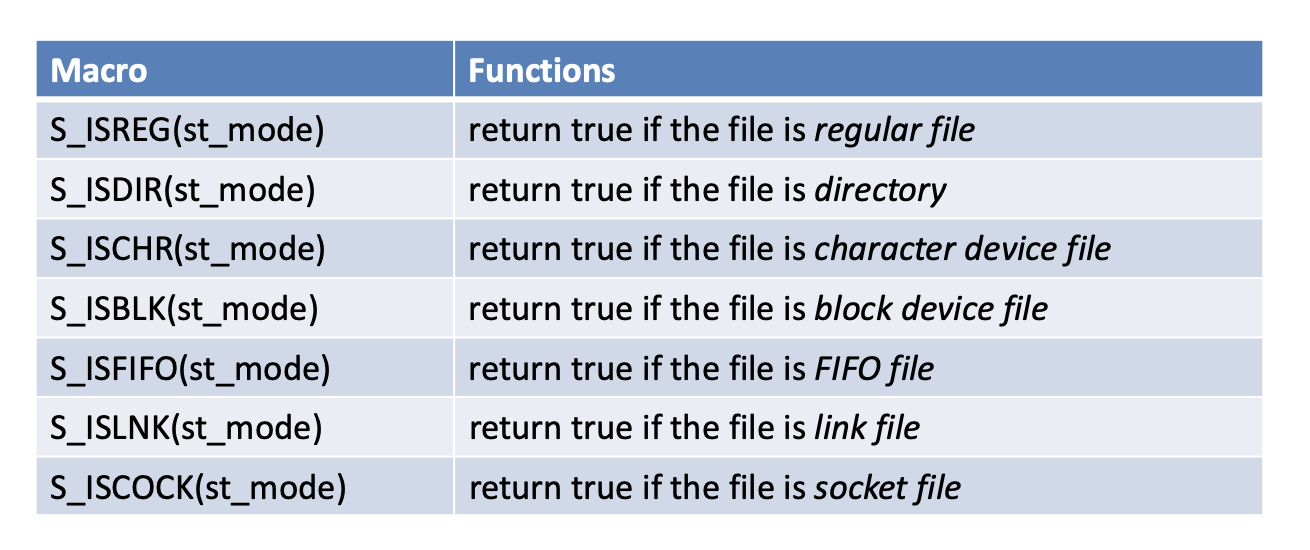 Macro Functions
S_ISREG(st_mode) return true if the file is regular file
S_ISDIR(st_mode) return true if the file is directory
S_ISCHR(st_mode) return true if the file is character device file
S_ISBLK(st_mode) return true if the file is block device file
S_ISFIFO(st_mode) return true if the file is FIFO file
S_ISLNK(st_mode) return true if the file is link file
S_ISCOCK(st_mode) return true if the file is socket file